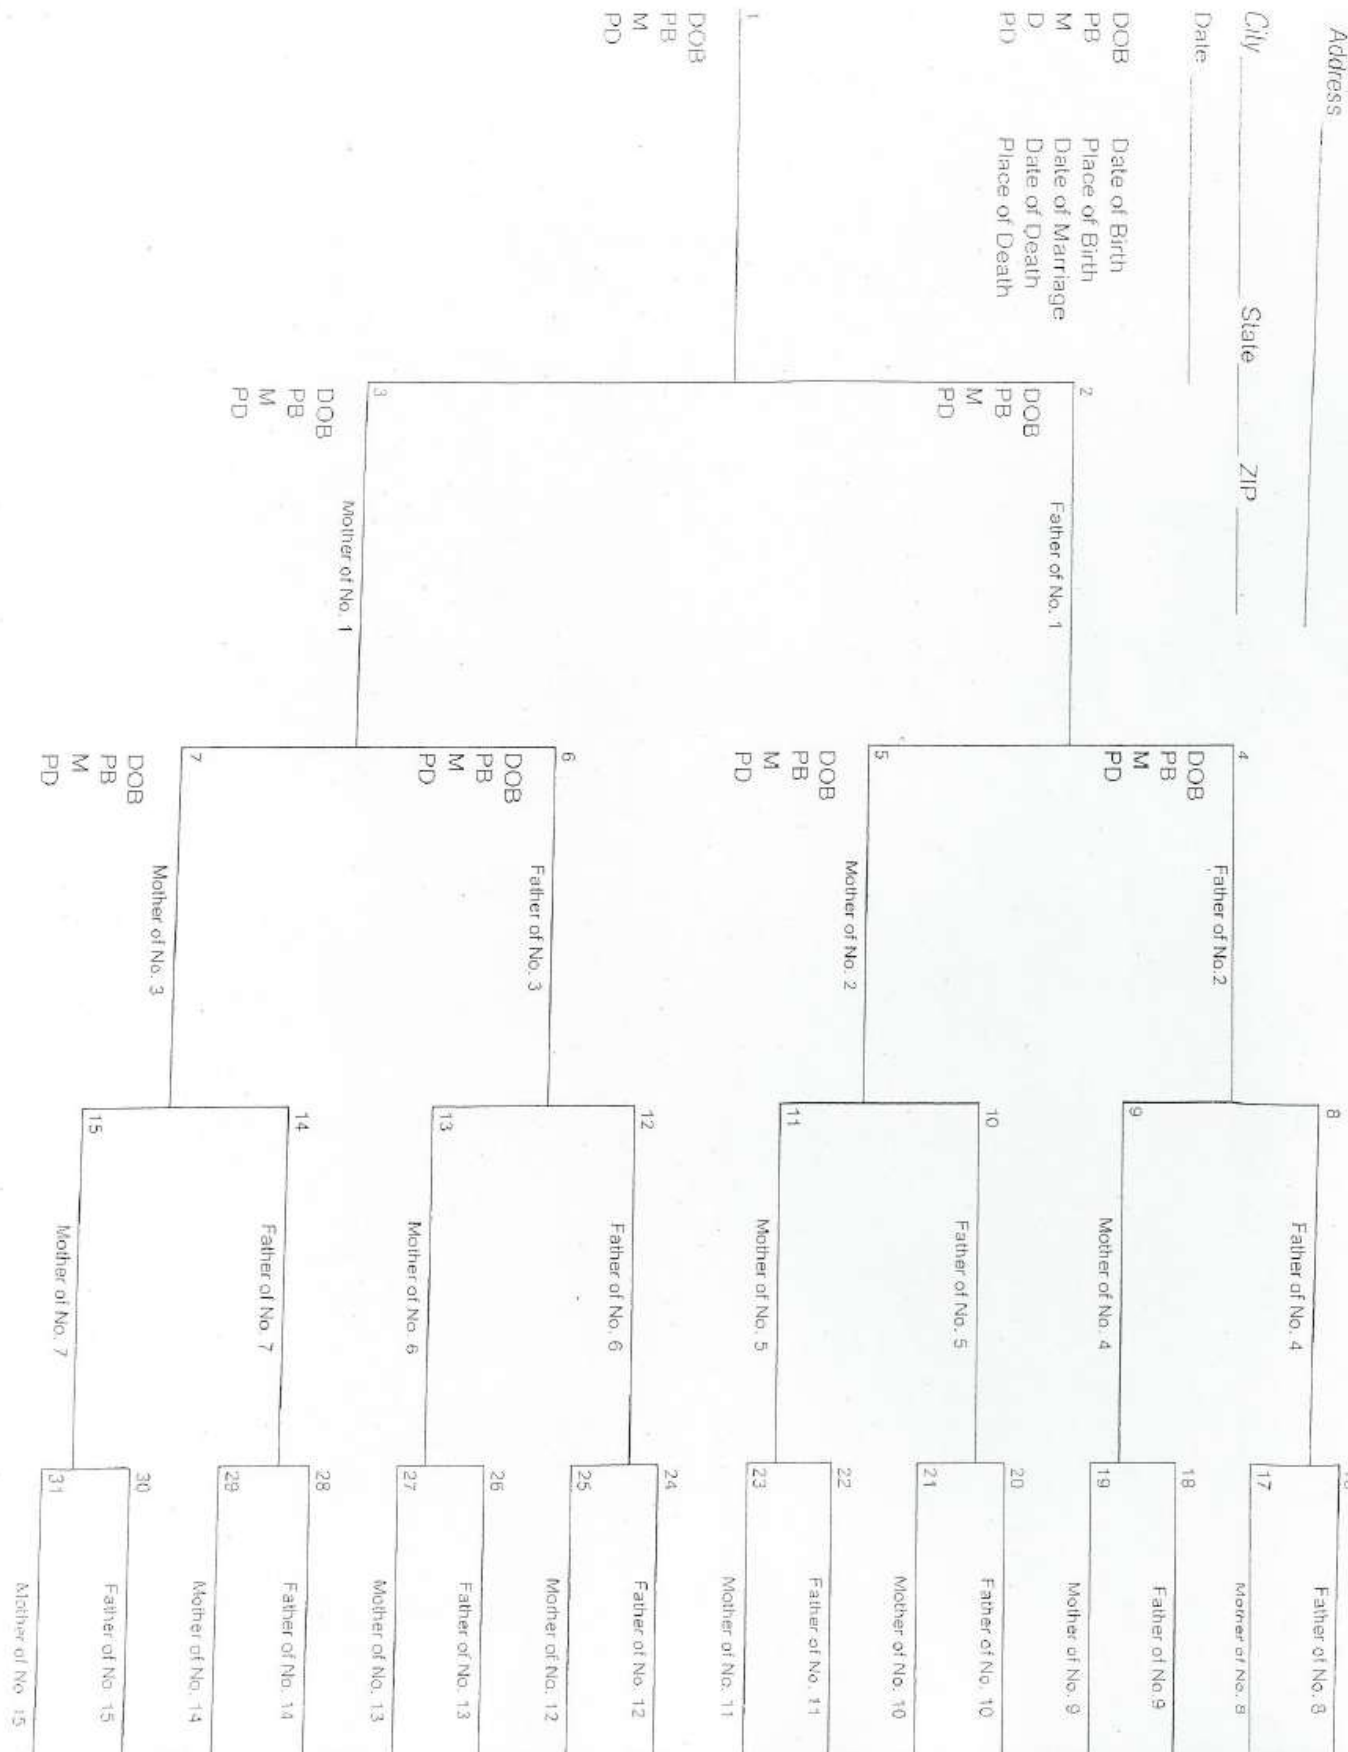 Address
City State ZIP
Date
DOB Date of Birth
PB Place of Birth
M Date of Marriage
D Date of Death
PD Place of Death
1
DOB
PB
M
PD
2
Father of No. 1
DOB
PB
M
PD
3
Mother of No. 1
DOB
PB
M
PD
4
Father of No.2
DOB
PB
M
PD
5
Mother of No. 2
DOB
PB
M
PD
6
Father of No. 3
DOB
PB
M
PD
7
Mother of No. 3
DOB
PB
M
PD
8
Father of No. 4
9
Mother of No. 4
10
Father of No. 5
11
Mother of No. 5
12
Father of No. 6
13
Mother of No. 6
14
Father of No. 7
15
Mother of No. 7
Father of No. 8
17
Mother of No. 8
18
Father of No.9
19
Mother of No. 9
20
Father of No. 10
21
Mother of No. 10
22
Father of No. 11
23
Mother of No. 11
24
Father of No. 12
25
Mother of No. 12
26
Father of No. 13
27
Mother of No. 13
28
Father of No. 14
29
Mother of No. 14
30
Father of No. 15
31
Mother of No. 15